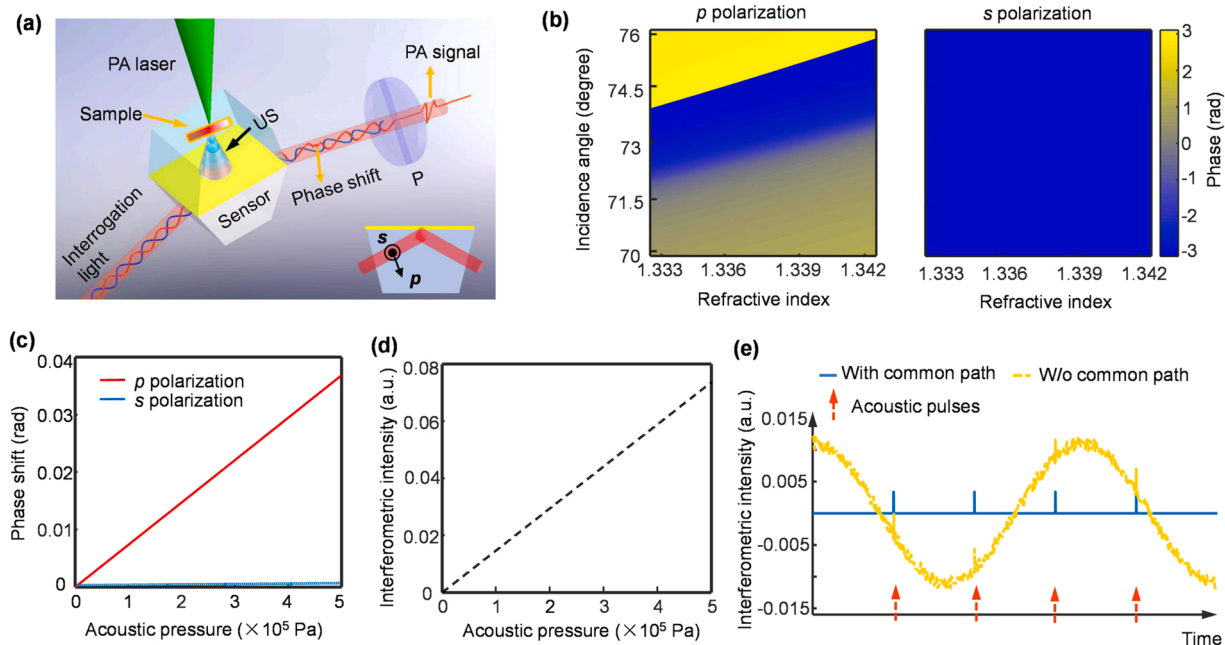 (a)
PA laser
Sample
US
PA signal
Phase shift
P
Sensor
Interrogation
light
s
p
(b)
p polarization
s polarization
Incidence angle (degree)
76
74.5
73
71.5
70
1.333
1.336
1.339
1.342
Refractive index
1.333
1.336
1.339
1.342
Refractive index
3
2
1
0
-1
-2
-3
Phase (rad)
(c)
Phase shift (rad)
0.04
0.03
0.02
0.01
0
p polarization
s polarization
0
1
2
3
4
5
Acoustic pressure (×10⁵ Pa)
(d)
Interferometric intensity (a.u.)
0.08
0.06
0.04
0.02
0
0
1
2
3
4
5
Acoustic pressure (×10⁵ Pa)
(e)
With common path
W/o common path
Acoustic pulses
Interferometric intensity (a.u.)
0.015
0.005
-0.005
-0.015
Time